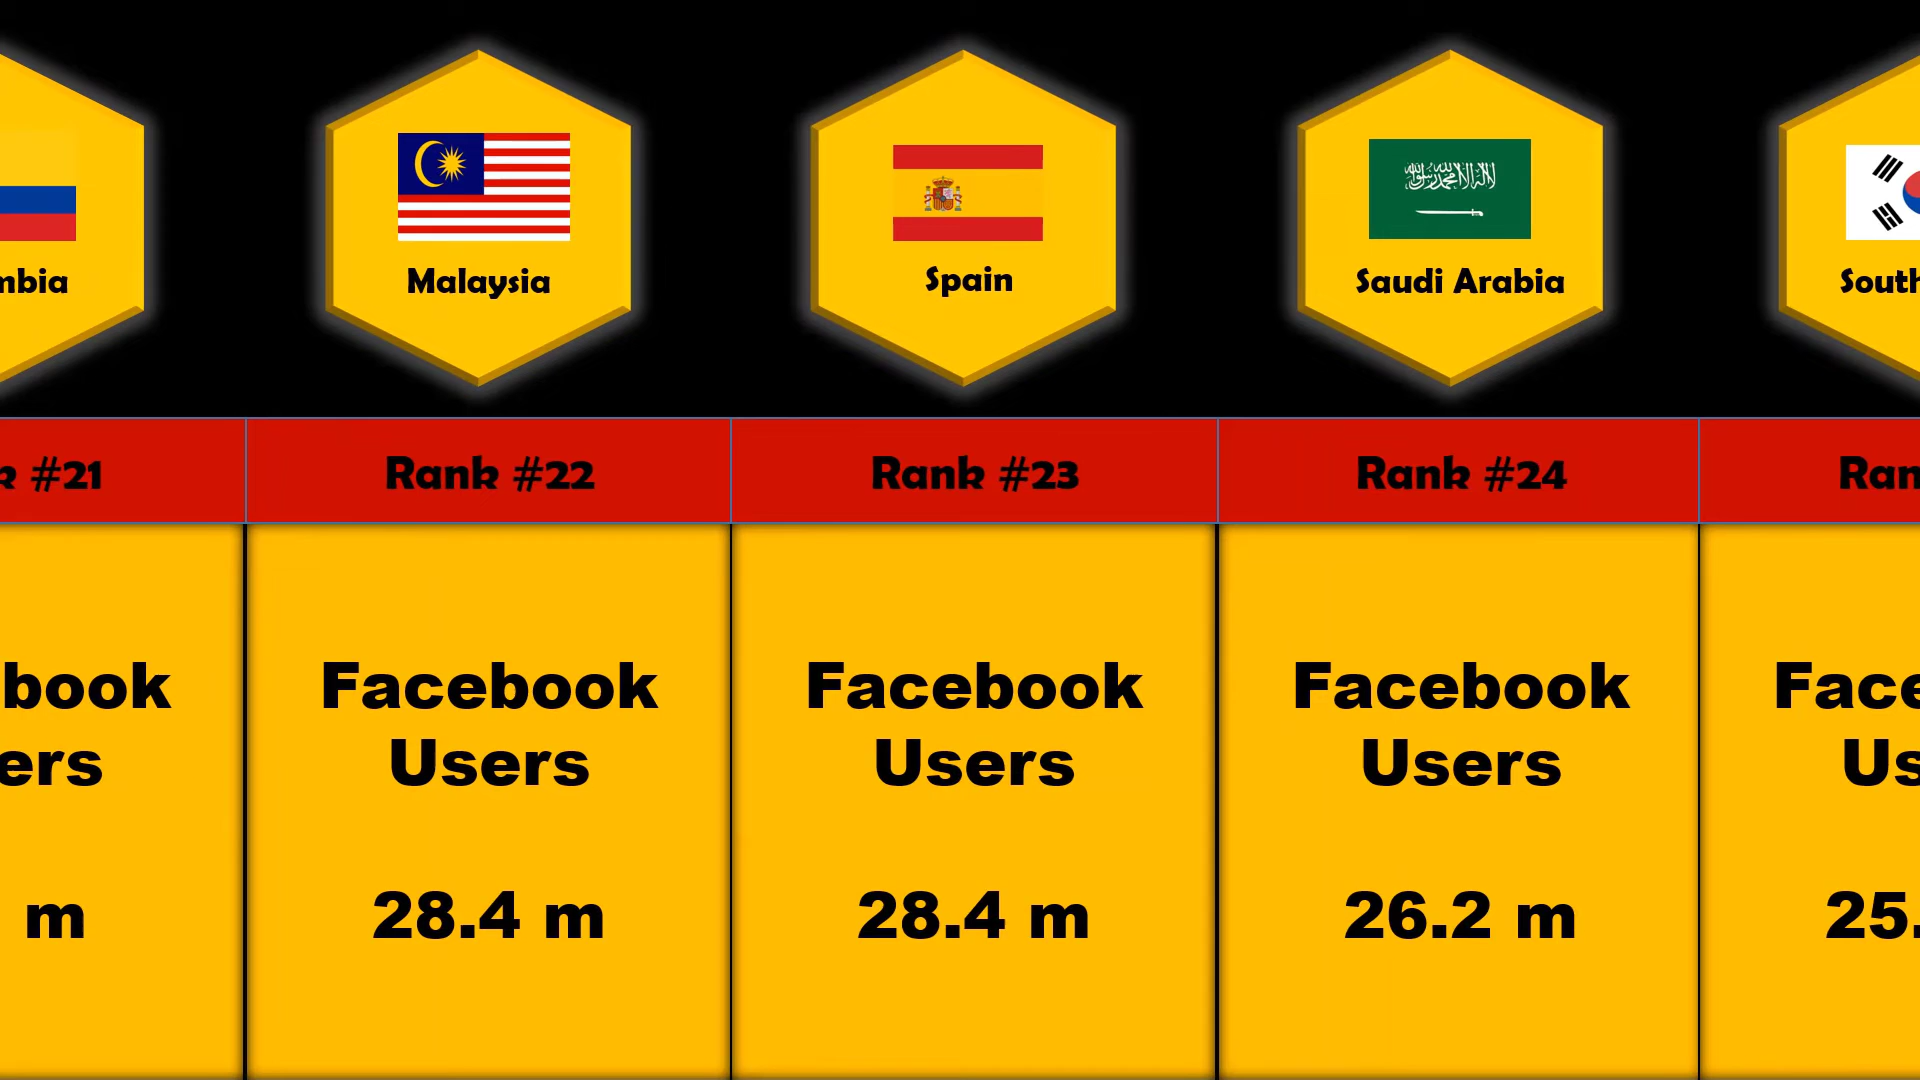 mbia
Malaysia
Spain
Saudi Arabia
South
#21
Rank #22
Rank #23
Rank #24
Ran
book
ers
m
Facebook
Users
28.4 m
Facebook
Users
28.4 m
Facebook
Users
26.2 m
Face
Us
25.